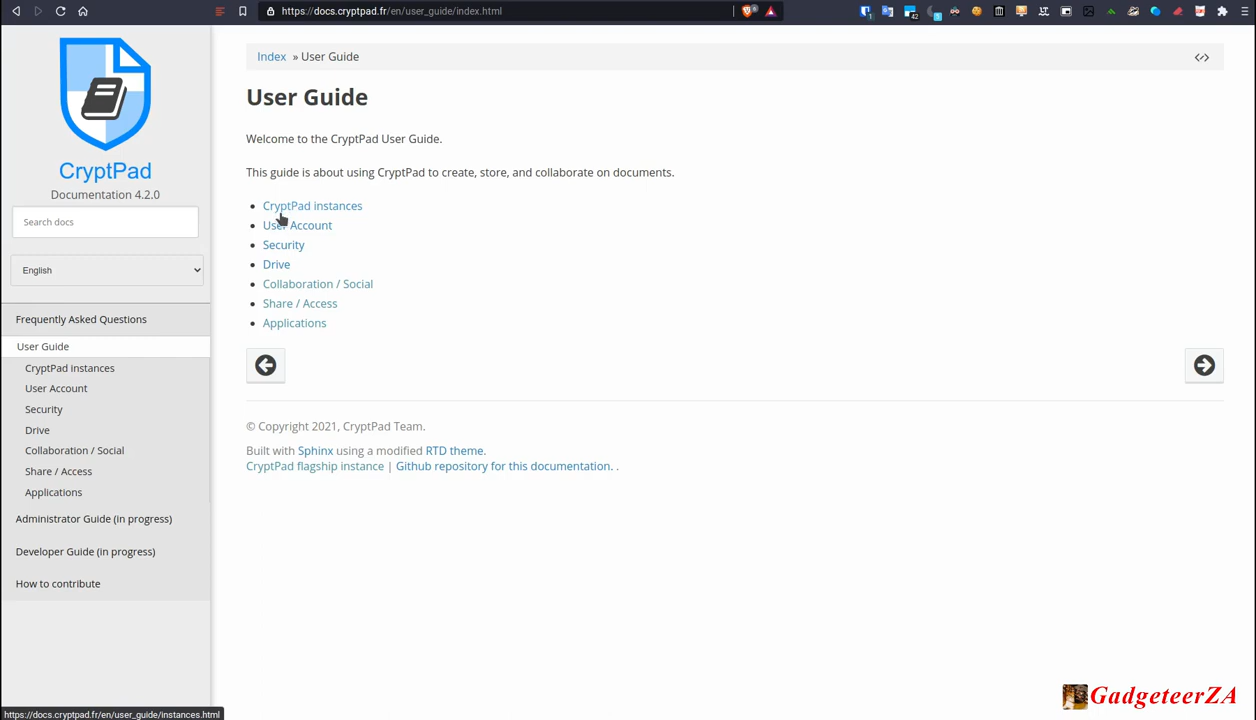 https://docs.cryptpad.fr/en/user_guide/index.html
CryptPad
Documentation 4.2.0
Search docs
English
Frequently Asked Questions
User Guide
CryptPad instances
User Account
Security
Drive
Collaboration / Social
Share / Access
Applications
Administrator Guide (in progress)
Developer Guide (in progress)
How to contribute
Index » User Guide
User Guide
Welcome to the CryptPad User Guide.
This guide is about using CryptPad to create, store, and collaborate on documents.
CryptPad instances
User Account
Security
Drive
Collaboration / Social
Share / Access
Applications
© Copyright 2021, CryptPad Team.
Built with Sphinx using a modified RTD theme.
CryptPad flagship instance | Github repository for this documentation. .
https://docs.cryptpad.fr/en/user_guide/instances.html
GadgeteerZA